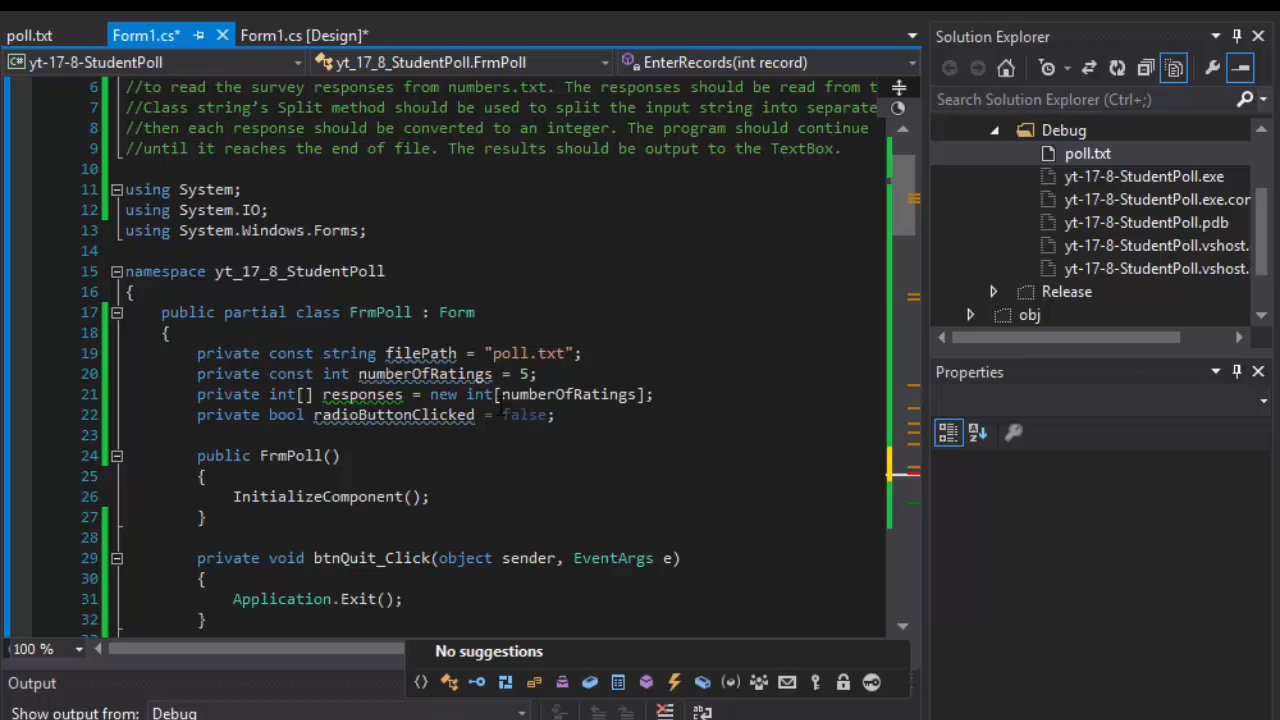 poll.txt
Form1.cs*
Form1.cs [Design]*
yt-17-8-StudentPoll
yt_17_8_StudentPoll.FrmPoll
EnterRecords(int record)
6 //to read the survey responses from numbers.txt. The responses should be read from t
7 //Class string's Split method should be used to split the input string into separate
8 //then each response should be converted to an integer. The program should continue
9 //until it reaches the end of file. The results should be output to the TextBox.
10
11 using System;
12 using System.IO;
13 using System.Windows.Forms;
14
15 namespace yt_17_8_StudentPoll
16 {
17 public partial class FrmPoll : Form
18 {
19 private const string filePath = "poll.txt";
20 private const int numberOfRatings = 5;
21 private int[] responses = new int[numberOfRatings];
22 private bool radioButtonClicked = false;
23
24 public FrmPoll()
25 {
26 InitializeComponent();
27 }
28
29 private void btnQuit_Click(object sender, EventArgs e)
30 {
31 Application.Exit();
32 }
100 %
No suggestions
Output
Show output from: Debug
Solution Explorer
Search Solution Explorer (Ctrl+;)
Debug
poll.txt
yt-17-8-StudentPoll.exe
yt-17-8-StudentPoll.exe.cor
yt-17-8-StudentPoll.pdb
yt-17-8-StudentPoll.vshost.
yt-17-8-StudentPoll.vshost.
Release
obj
Properties